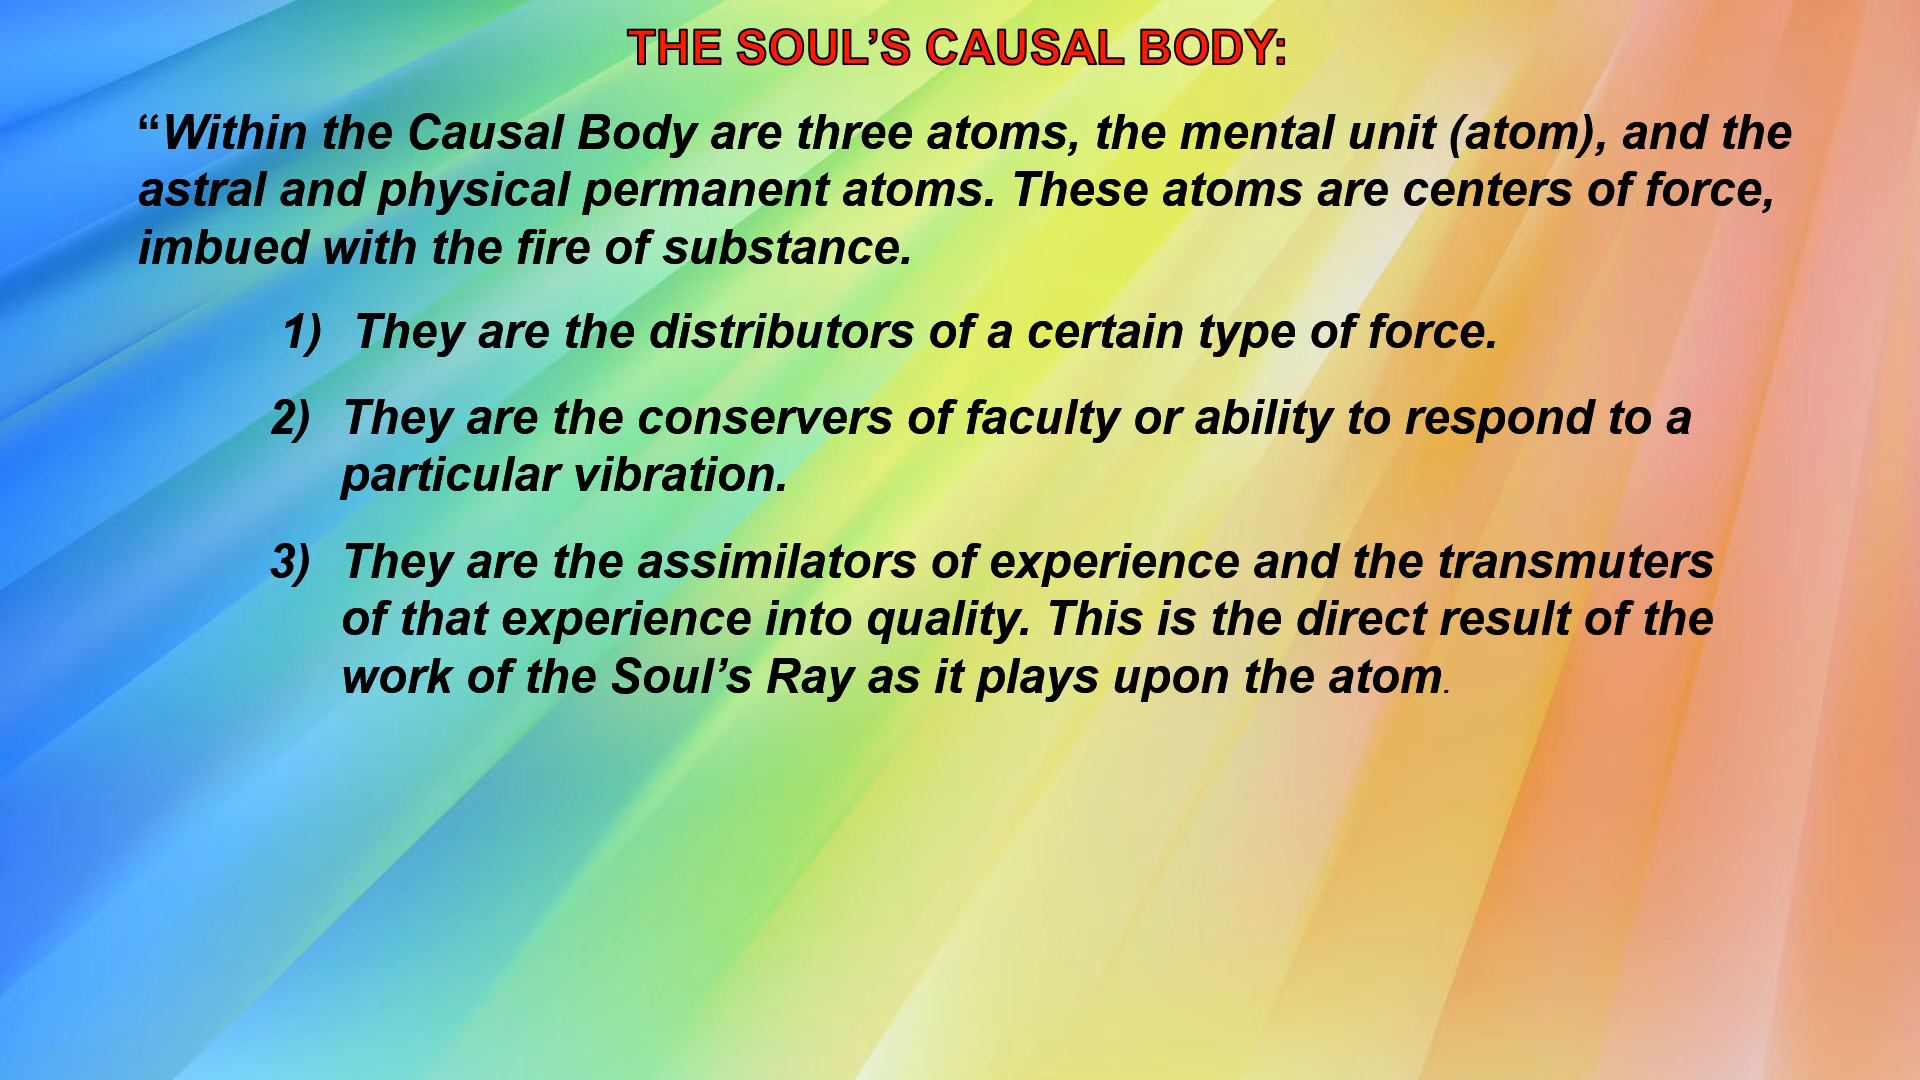 THE SOUL’S CAUSAL BODY:
“Within the Causal Body are three atoms, the mental unit (atom), and the
astral and physical permanent atoms. These atoms are centers of force,
imbued with the fire of substance.
1) They are the distributors of a certain type of force.
2) They are the conservers of faculty or ability to respond to a
particular vibration.
3) They are the assimilators of experience and the transmuters
of that experience into quality. This is the direct result of the
work of the Soul’s Ray as it plays upon the atom.